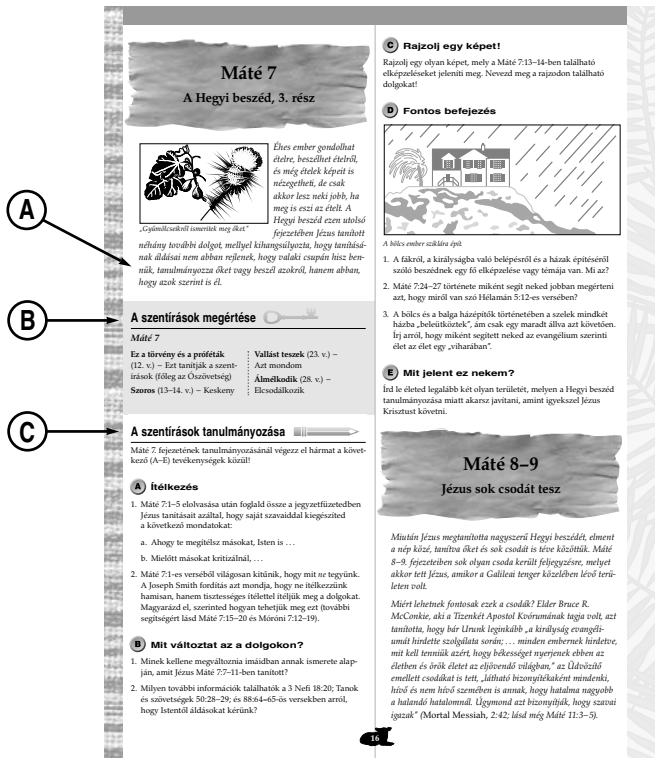 A
B
C
Máté 7
A Hegyi beszéd, 3. rész
Éhes ember gondolhat
ételre, beszélhet ételről,
és még ételek képeit is
nézegetheti, de csak
akkor lesz neki jobb, ha
meg is eszi az ételt. A
Hegyi beszéd ezen utolsó
fejezetében Jézus tanított
„Gyümölcseikről ismeritek meg őket.”
néhány további dolgot, mellyel kihangsúlyozta, hogy tanításá-
nak áldásai nem abban rejlenek, hogy valaki csupán hisz ben-
nük, tanulmányozza őket vagy beszél azokról, hanem abban,
hogy azok szerint is él.
A szentírások megértése
Máté 7
Ez a törvény és a próféták
(12. v.) – Ezt tanítják a szent-
írások (főleg az Ószövetség)
Szoros (13–14. v.) – Keskeny
Vallást teszek (23. v.) –
Azt mondom
Álmélkodik (28. v.) –
Elcsodálkozik
A szentírások tanulmányozása
Máté 7. fejezetének tanulmányozásánál végezz el hármat a követ-
kező (A–E) tevékenységek közül!
A Ítélkezés
1. Máté 7:1–5 elolvasása után foglald össze a jegyzetfüzetedben
Jézus tanításait azáltal, hogy saját szavaiddal kiegészíted
a következő mondatokat:
a. Ahogy te megítélsz másokat, Isten is . . .
b. Mielőtt másokat kritizálnál, . . .
2. Máté 7:1-es verséből világosan kitűnik, hogy mit ne tegyünk.
A Joseph Smith fordítás azt mondja, hogy ne ítélkezzünk
hamisan, hanem tisztességes ítélettel ítéljük meg a dolgokat.
Magyarázd el, szerinted hogyan tehetjük meg ezt (további
segítségért lásd Máté 7:15–20 és Móróni 7:12–19).
B Mit változtat az a dolgokon?
1. Minek kellene megváltoznia imáidban annak ismerete alap-
ján, amit Máté Jézus 7:7–11-ben tanított?
2. Milyen további információk találhatók a 3 Nefi 18:20; Tanok
és szövetségek 50:28–29; és 88:64–65-ös versekben arról,
hogy Istentől áldásokat kérünk?
C Rajzolj egy képet!
Rajzolj egy olyan képet, mely a Máté 7:13–14-ben található
elképzeléseket jeleníti meg. Nevezd meg a rajzodon található
dolgokat!
D Fontos befejezés
A bölcs ember sziklára épít.
1. A fákról, a királyságba való belépésről és a házak építéséről
szóló beszédnek egy fő elképzelése vagy témája van. Mi az?
2. Máté 7:24–27 története miként segít neked jobban megérteni
azt, hogy miről van szó Hélamán 5:12-es versében?
3. A bölcs és a balga házépítők történetében a szelek mindkét
házba „beleütköztek”, ám csak egy maradt állva azt követően.
Írj arról, hogy miként segített neked az evangélium szerinti
élet az élet egy „viharában”.
E Mit jelent ez nekem?
Írd le életed legalább két olyan területét, melyen a Hegyi beszéd
tanulmányozása miatt akarsz javítani, amint igyekszel Jézus
Krisztust követni.
Máté 8–9
Jézus sok csodát tesz
Miután Jézus megtanította nagyszerű Hegyi beszédét, elment
a nép közé, tanítva őket és sok csodát is téve közöttük. Máté
8–9. fejezeteiben sok olyan csoda került feljegyzésre, melyet
akkor tett Jézus, amikor a Galileai tenger közelében lévő terü-
leten volt.
Miért lehetnek fontosak ezek a csodák? Elder Bruce R.
McConkie, aki a Tizenkét Apostol Kvórumának tagja volt, azt
tanította, hogy bár Urunk leginkább „a királyság evangéli-
umát hirdette szolgálata során; . . . minden embernek hirdetve,
mit kell tenniük azért, hogy békességet nyerjenek ebben az
életben és örök életet az eljövendő világban,” az Üdvözítő
emellett csodákat is tett, „látható bizonyítékaként mindenki,
hívő és nem hívő szemében is annak, hogy hatalma nagyobb
a halandó hatalomnál. Úgymond azt bizonyítják, hogy szavai
igazak” (Mortal Messiah, 2:42; lásd még Máté 11:3–5).
16